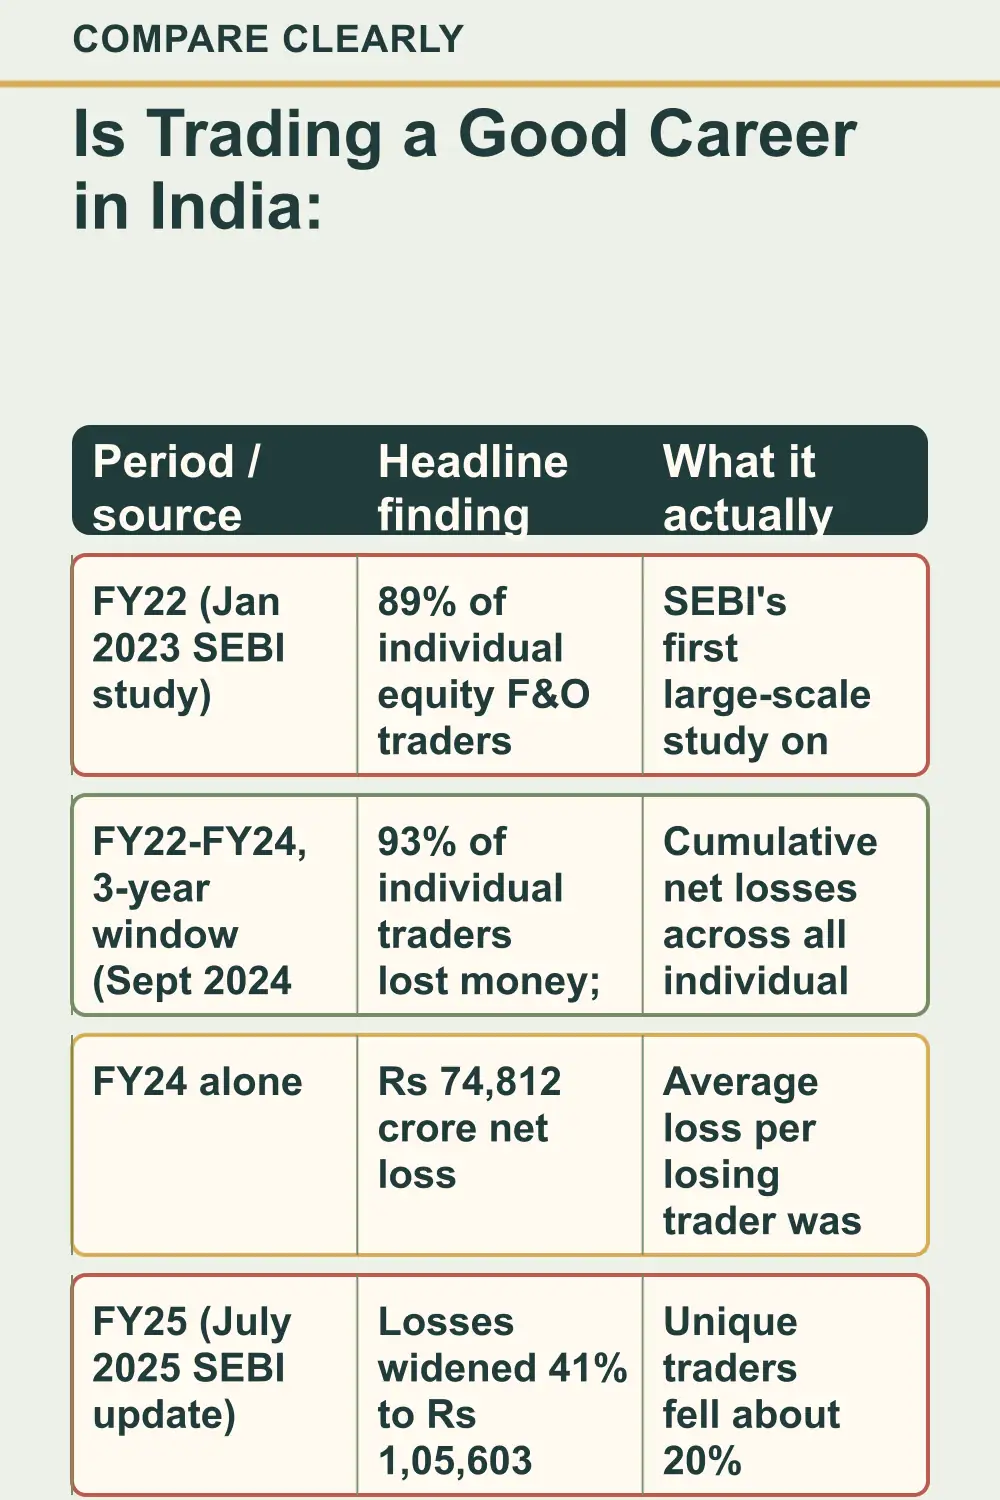 COMPARE CLEARLY
Is Trading a Good Career
in India:
Period /
source
Headline
finding
What it
actually
FY22 (Jan
2023 SEBI
study)
89% of
individual
equity F&O
traders
SEBI's
first
large-scale
study on
FY22-FY24,
3-year
window
(Sept 2024
93% of
individual
traders
lost money;
Cumulative
net losses
across all
individual
FY24 alone
Rs 74,812
crore net
loss
Average
loss per
losing
trader was
FY25 (July
2025 SEBI
update)
Losses
widened 41%
to Rs
1,05,603
Unique
traders
fell about
20%